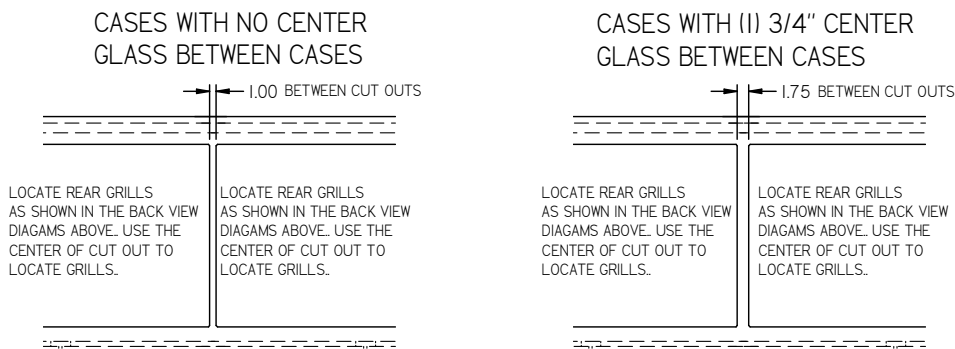 CASES WITH NO CENTER
GLASS BETWEEN CASES
1.00 BETWEEN CUT OUTS
LOCATE REAR GRILLS
AS SHOWN IN THE BACK VIEW
DIAGAMS ABOVE.. USE THE
CENTER OF CUT OUT TO
LOCATE GRILLS..
LOCATE REAR GRILLS
AS SHOWN IN THE BACK VIEW
DIAGAMS ABOVE.. USE THE
CENTER OF CUT OUT TO
LOCATE GRILLS..
CASES WITH (1) 3/4" CENTER
GLASS BETWEEN CASES
1.75 BETWEEN CUT OUTS
LOCATE REAR GRILLS
AS SHOWN IN THE BACK VIEW
DIAGAMS ABOVE.. USE THE
CENTER OF CUT OUT TO
LOCATE GRILLS..
LOCATE REAR GRILLS
AS SHOWN IN THE BACK VIEW
DIAGAMS ABOVE.. USE THE
CENTER OF CUT OUT TO
LOCATE GRILLS..